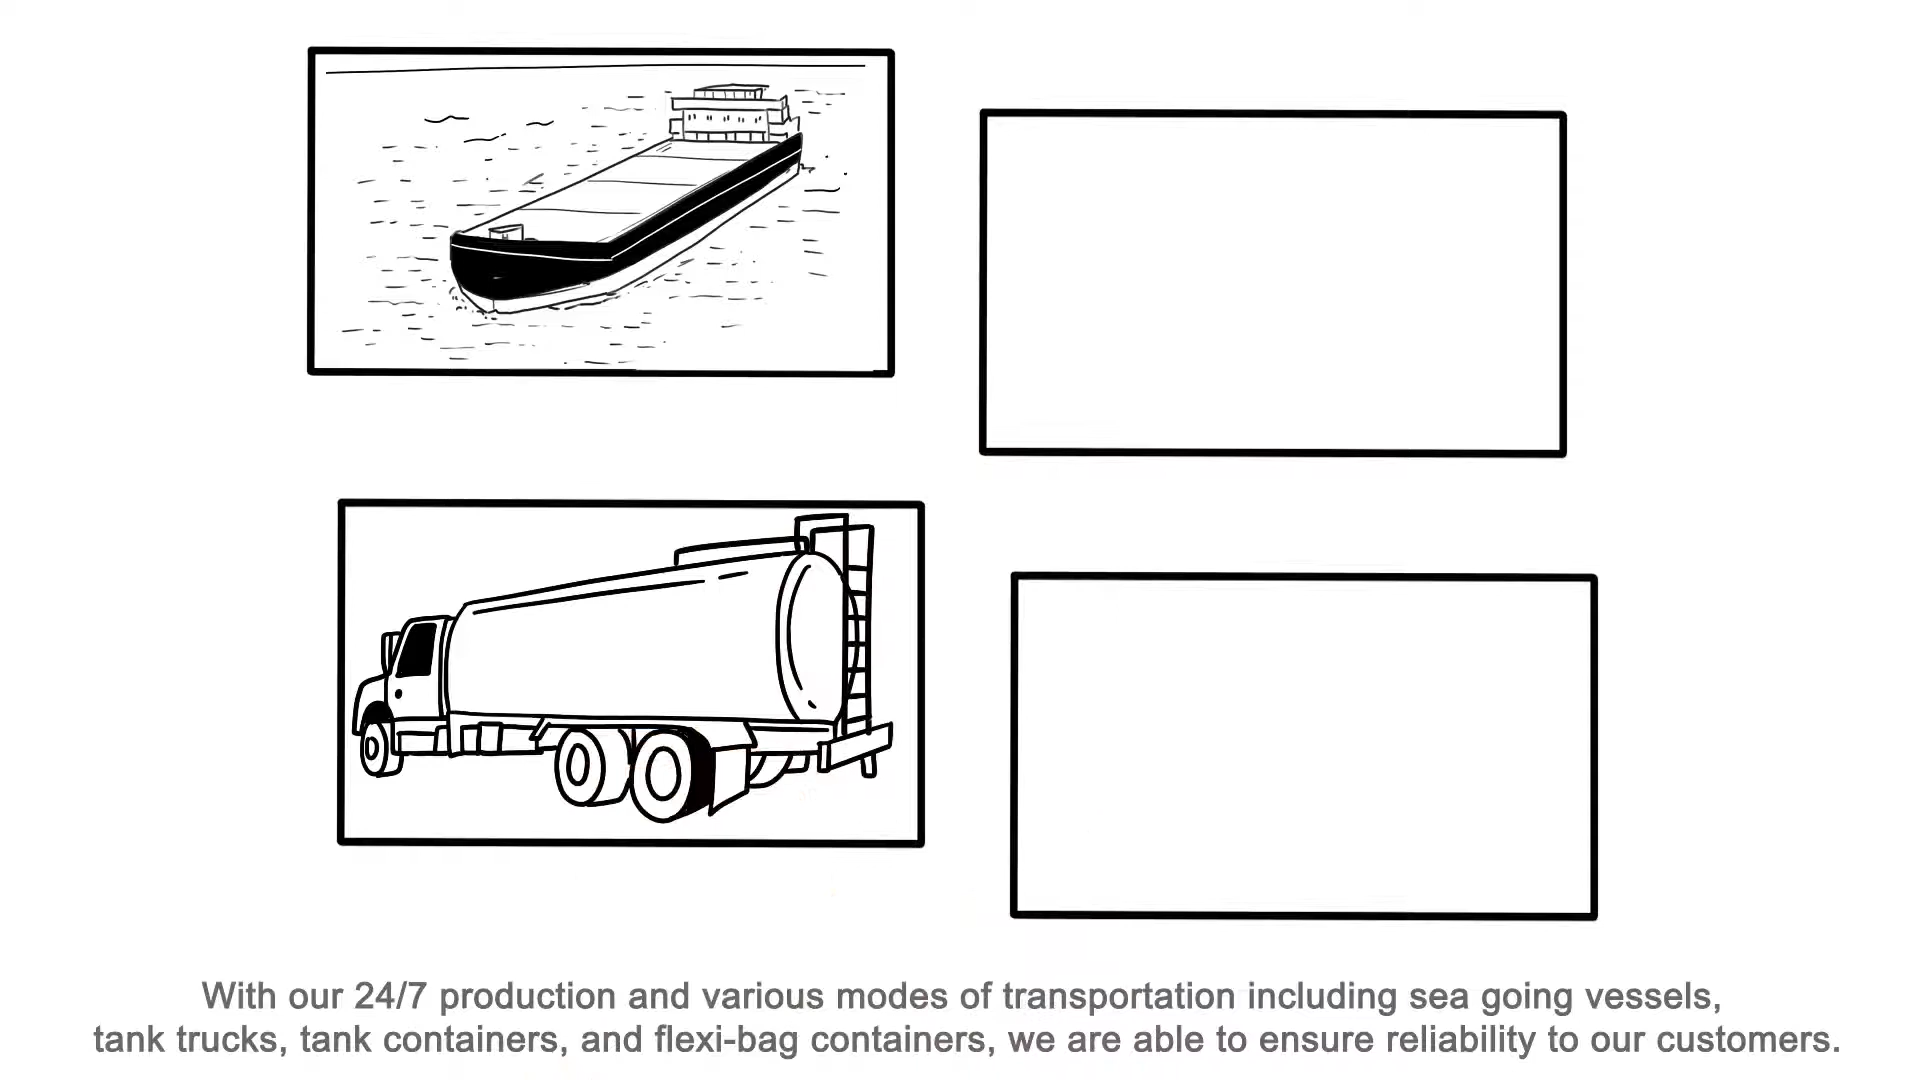 With our 24/7 production and various modes of transportation including sea going vessels,
tank trucks, tank containers, and flexi-bag containers, we are able to ensure reliability to our customers.